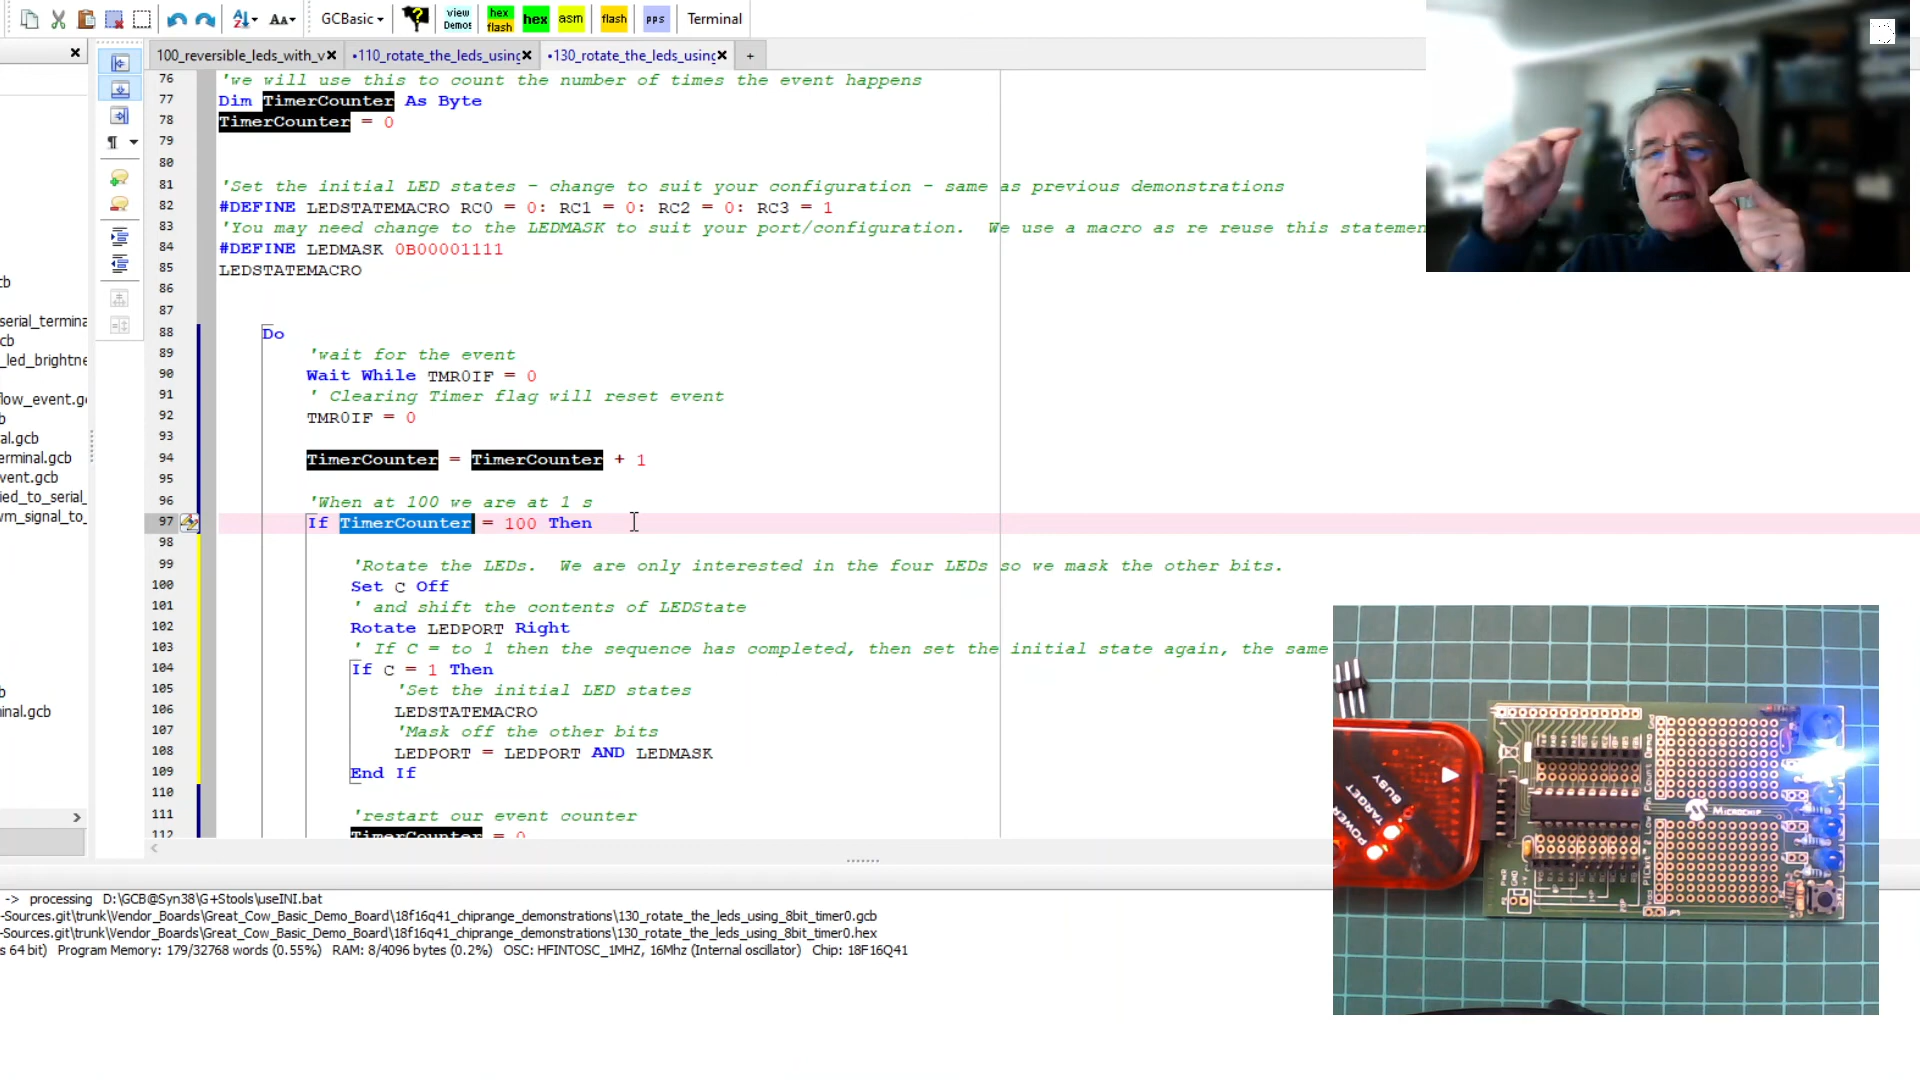 GCBasic
view Demos
hex flash
hex
asm
flash
pps
Terminal
100_reversible_leds_with_v
•110_rotate_the_leds_using
•130_rotate_the_leds_using
+
76 'we will use this to count the number of times the event happens
77 Dim TimerCounter As Byte
78 TimerCounter = 0
79
80
81 'Set the initial LED states - change to suit your configuration - same as previous demonstrations
82 #DEFINE LEDSTATEMACRO RC0 = 0: RC1 = 0: RC2 = 0: RC3 = 1
83 'You may need change to the LEDMASK to suit your port/configuration.  We use a macro as re reuse this statemen
84 #DEFINE LEDMASK 0B00001111
85 LEDSTATEMACRO
86
87
88 Do
89 'wait for the event
90 Wait While TMR0IF = 0
91 ' Clearing Timer flag will reset event
92 TMR0IF = 0
93
94 TimerCounter = TimerCounter + 1
95
96 'When at 100 we are at 1 s
97 If TimerCounter = 100 Then
98
99 'Rotate the LEDs.  We are only interested in the four LEDs so we mask the other bits.
100 Set C Off
101 ' and shift the contents of LEDState
102 Rotate LEDPORT Right
103 ' If C = to 1 then the sequence has completed, then set the initial state again, the same
104 If C = 1 Then
105 'Set the initial LED states
106 LEDSTATEMACRO
107 'Mask off the other bits
108 LEDPORT = LEDPORT AND LEDMASK
109 End If
110
111 'restart our event counter
112 TimerCounter = 0
cb
serial_termina
cb
_led_brightne
flow_event.g
b
al.gcb
erminal.gcb
vent.gcb
ied_to_serial_
wm_signal_to_
b
inal.gcb
-> processing D:\GCB@Syn38\G+Stools\useINI.bat
-Sources.git\trunk\Vendor_Boards\Great_Cow_Basic_Demo_Board\18f16q41_chiprange_demonstrations\130_rotate_the_leds_using_8bit_timer0.gcb
-Sources.git\trunk\Vendor_Boards\Great_Cow_Basic_Demo_Board\18f16q41_chiprange_demonstrations\130_rotate_the_leds_using_8bit_timer0.hex
s 64 bit) Program Memory: 179/32768 words (0.55%) RAM: 8/4096 bytes (0.2%) OSC: HFINTOSC_1MHZ, 16Mhz (Internal oscillator) Chip: 18F16Q41
POWER
TARGET
BUSY
Microchip